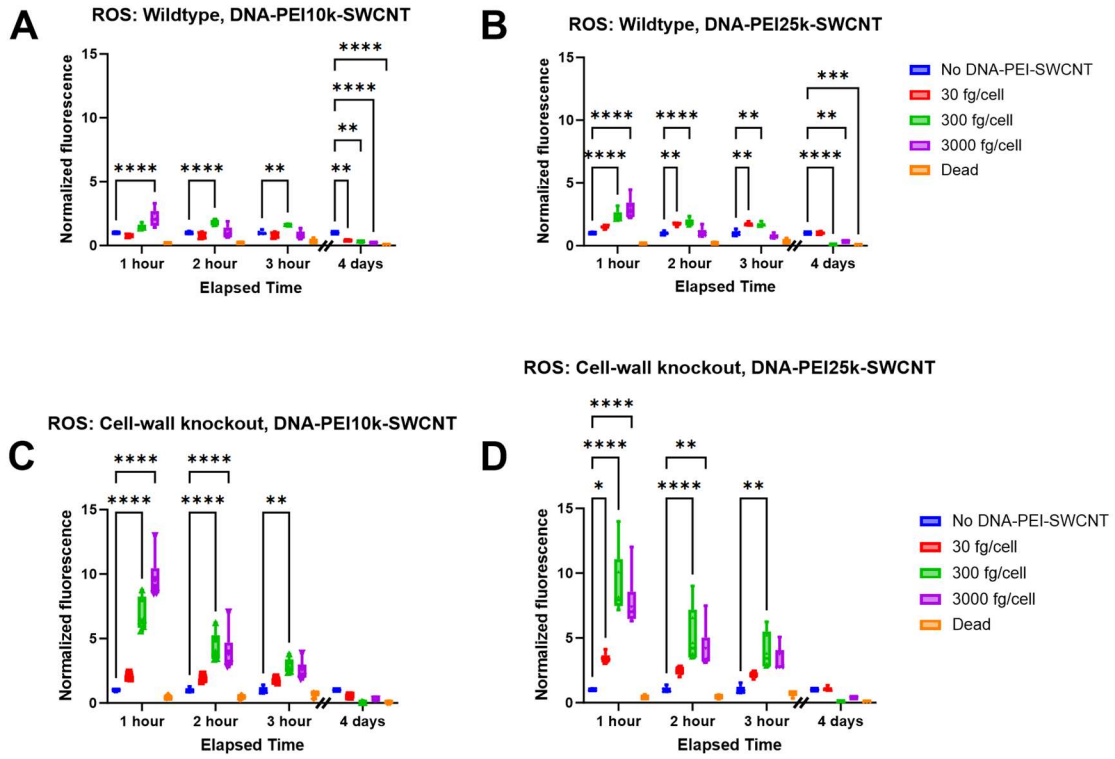 A
ROS: Wildtype, DNA-PEI10k-SWCNT
Normalized fluorescence
15
10
5
0
****
****
**
****
****
**
**
1 hour
2 hour
3 hour
4 days
Elapsed Time
B
ROS: Wildtype, DNA-PEI25k-SWCNT
Normalized fluorescence
15
10
5
0
****
****
****
**
**
**
***
**
****
1 hour
2 hour
3 hour
4 days
Elapsed Time
No DNA-PEI-SWCNT
30 fg/cell
300 fg/cell
3000 fg/cell
Dead
C
ROS: Cell-wall knockout, DNA-PEI10k-SWCNT
Normalized fluorescence
15
10
5
0
****
****
****
****
**
1 hour
2 hour
3 hour
4 days
Elapsed Time
D
ROS: Cell-wall knockout, DNA-PEI25k-SWCNT
Normalized fluorescence
15
10
5
0
****
****
*
**
****
**
1 hour
2 hour
3 hour
4 days
Elapsed Time
No DNA-PEI-SWCNT
30 fg/cell
300 fg/cell
3000 fg/cell
Dead